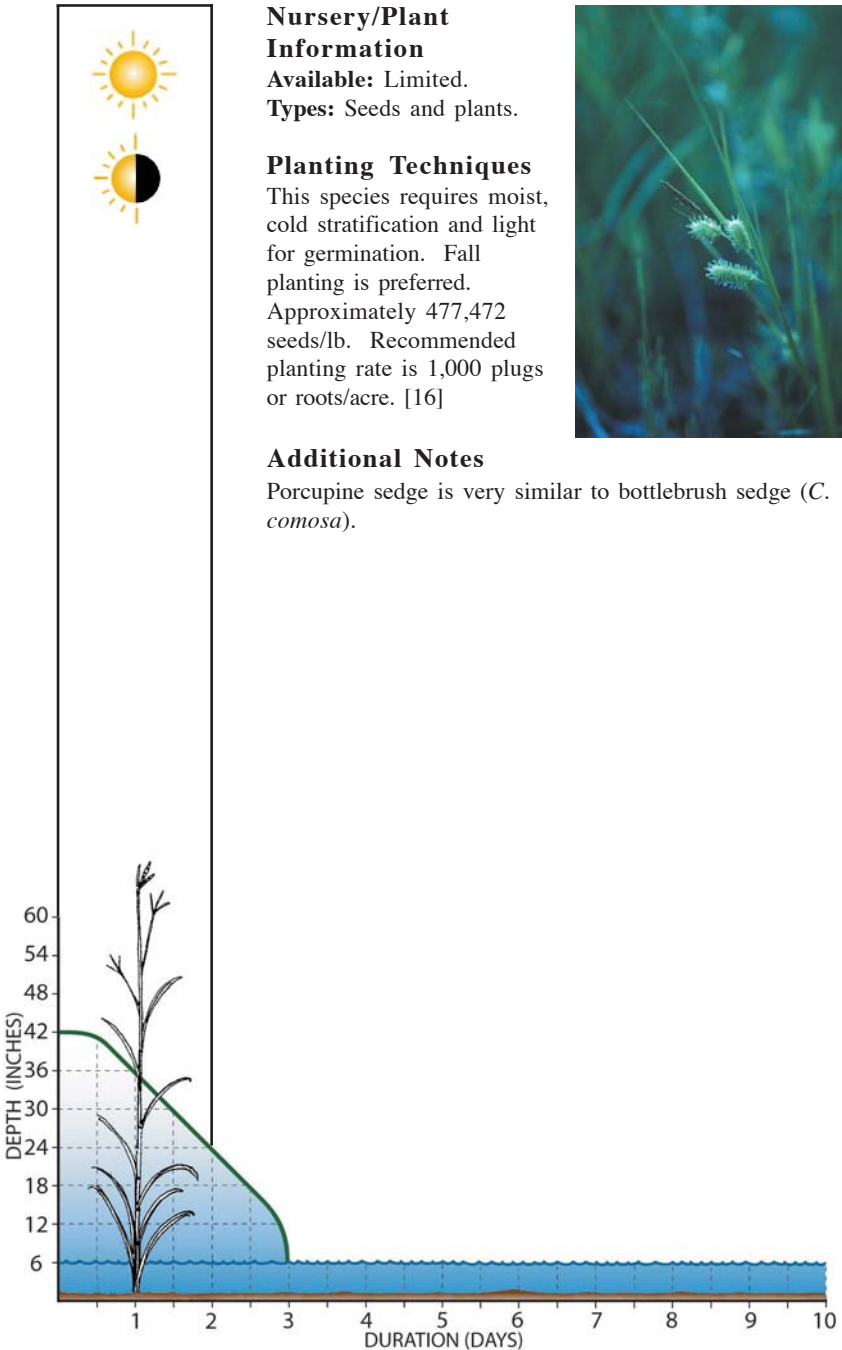 Nursery/Plant
Information
Available: Limited.
Types: Seeds and plants.
Planting Techniques
This species requires moist,
cold stratification and light
for germination. Fall
planting is preferred.
Approximately 477,472
seeds/lb. Recommended
planting rate is 1,000 plugs
or roots/acre. [16]
Additional Notes
Porcupine sedge is very similar to bottlebrush sedge (C.
comosa).
60
54
48
42
36
30
24
18
12
6
DEPTH (INCHES)
1 2 3 4 5 6 7 8 9 10
DURATION (DAYS)